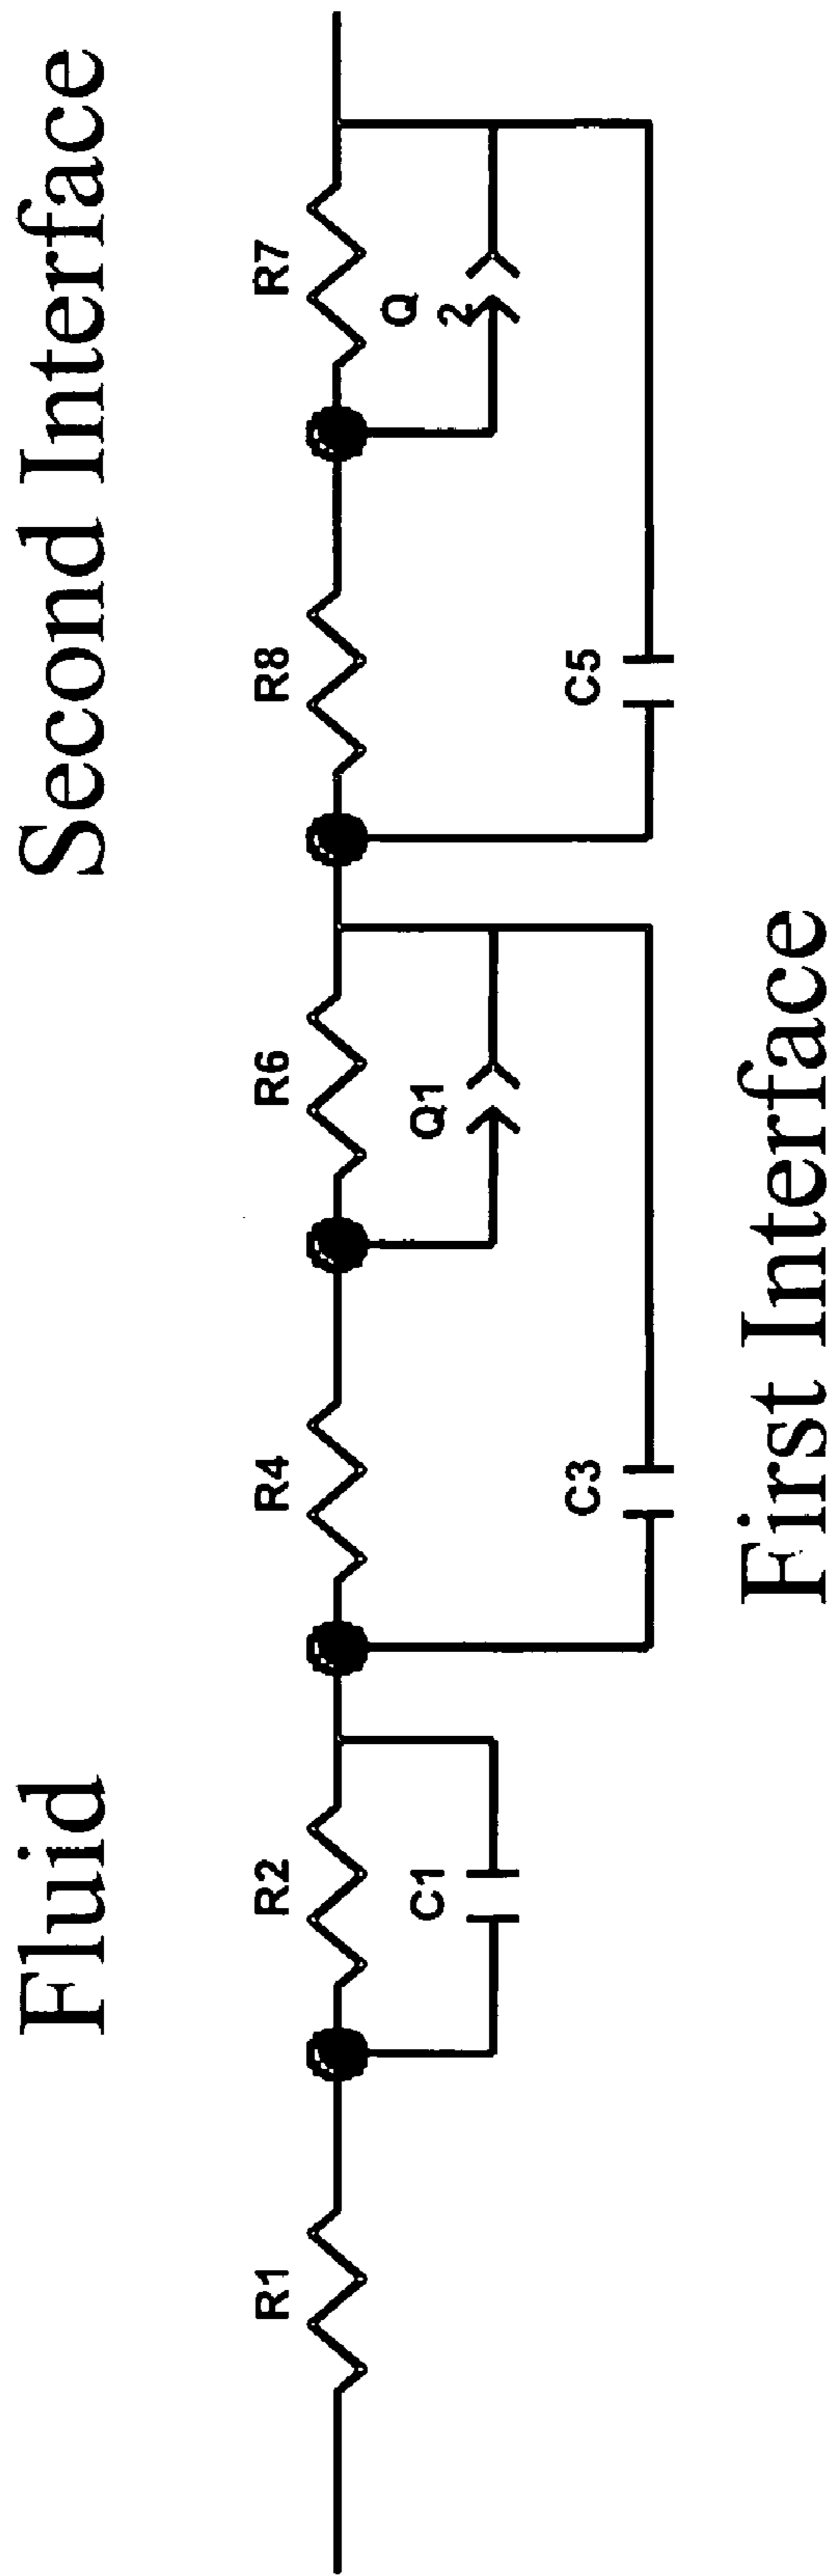 Fluid
Second Interface
R1
R2
R4
R6
R8
R7
C1
Q1
Q
2
C3
C5
First Interface